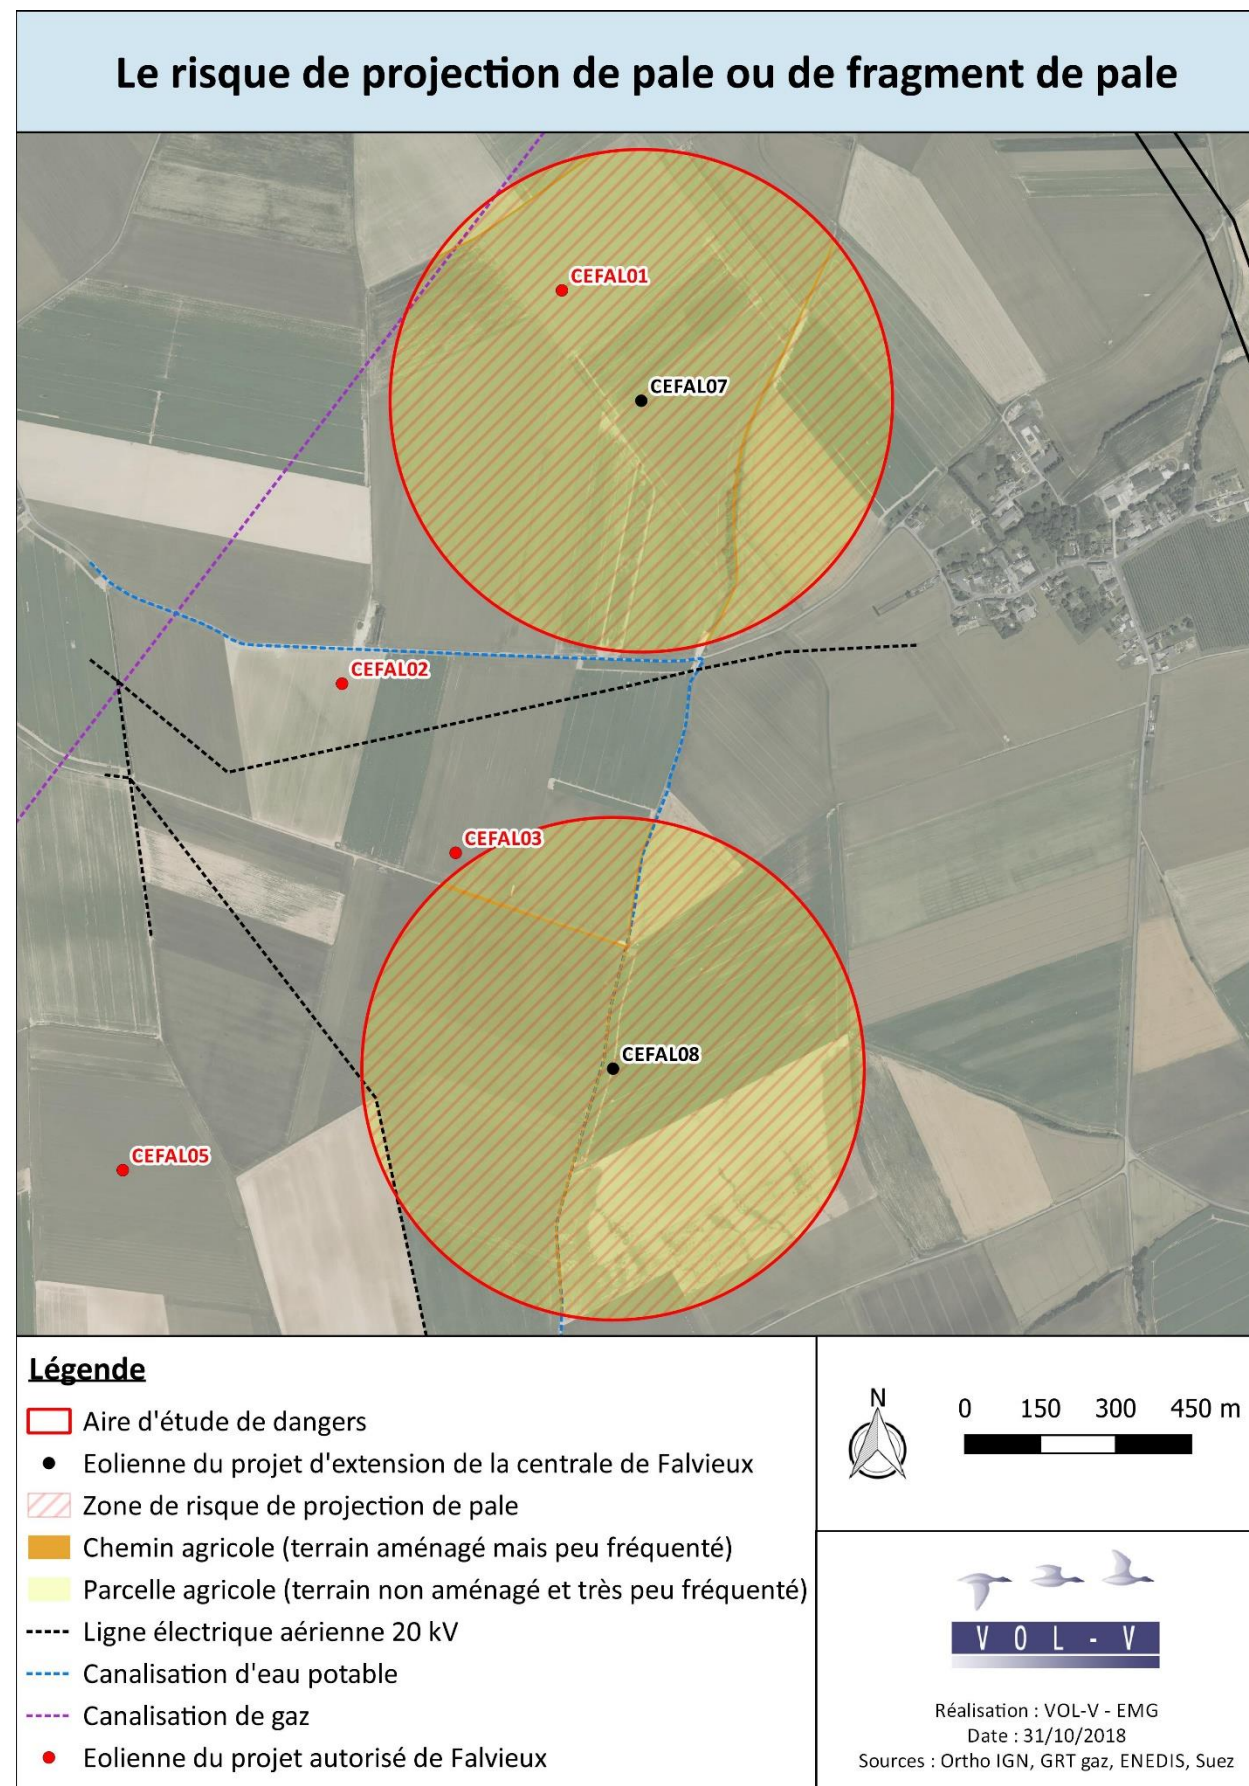 Le risque de projection de pale ou de fragment de pale
CEFAL01
CEFAL07
CEFAL02
CEFAL03
CEFAL08
CEFAL05
Légende
Aire d'étude de dangers
Eolienne du projet d'extension de la centrale de Falvieux
Zone de risque de projection de pale
Chemin agricole (terrain aménagé mais peu fréquenté)
Parcelle agricole (terrain non aménagé et très peu fréquenté)
Ligne électrique aérienne 20 kV
Canalisation d'eau potable
Canalisation de gaz
Eolienne du projet autorisé de Falvieux
N
0 150 300 450 m
VOL-V
Réalisation : VOL-V - EMG
Date : 31/10/2018
Sources : Ortho IGN, GRT gaz, ENEDIS, Suez